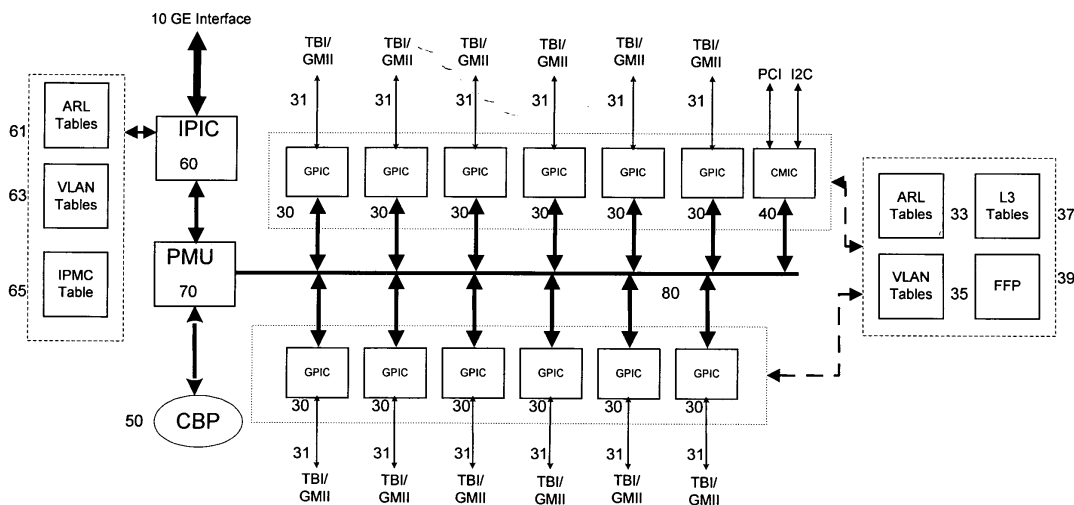 10 GE Interface
TBI/
GMII
TBI/
GMII
TBI/
GMII
TBI/
GMII
TBI/
GMII
TBI/
GMII
PCI I2C
31 31 31 31 31 31
61
ARL
Tables
63
VLAN
Tables
65
IPMC
Table
IPIC
60
PMU
70
50
CBP
GPIC GPIC GPIC GPIC GPIC GPIC CMIC
30 30 30 30 30 30 40
80
GPIC GPIC GPIC GPIC GPIC GPIC
30 30 30 30 30 30
31 31 31 31 31 31
TBI/
GMII
TBI/
GMII
TBI/
GMII
TBI/
GMII
TBI/
GMII
TBI/
GMII
ARL
Tables
33
L3
Tables
37
VLAN
Tables
35
FFP
39